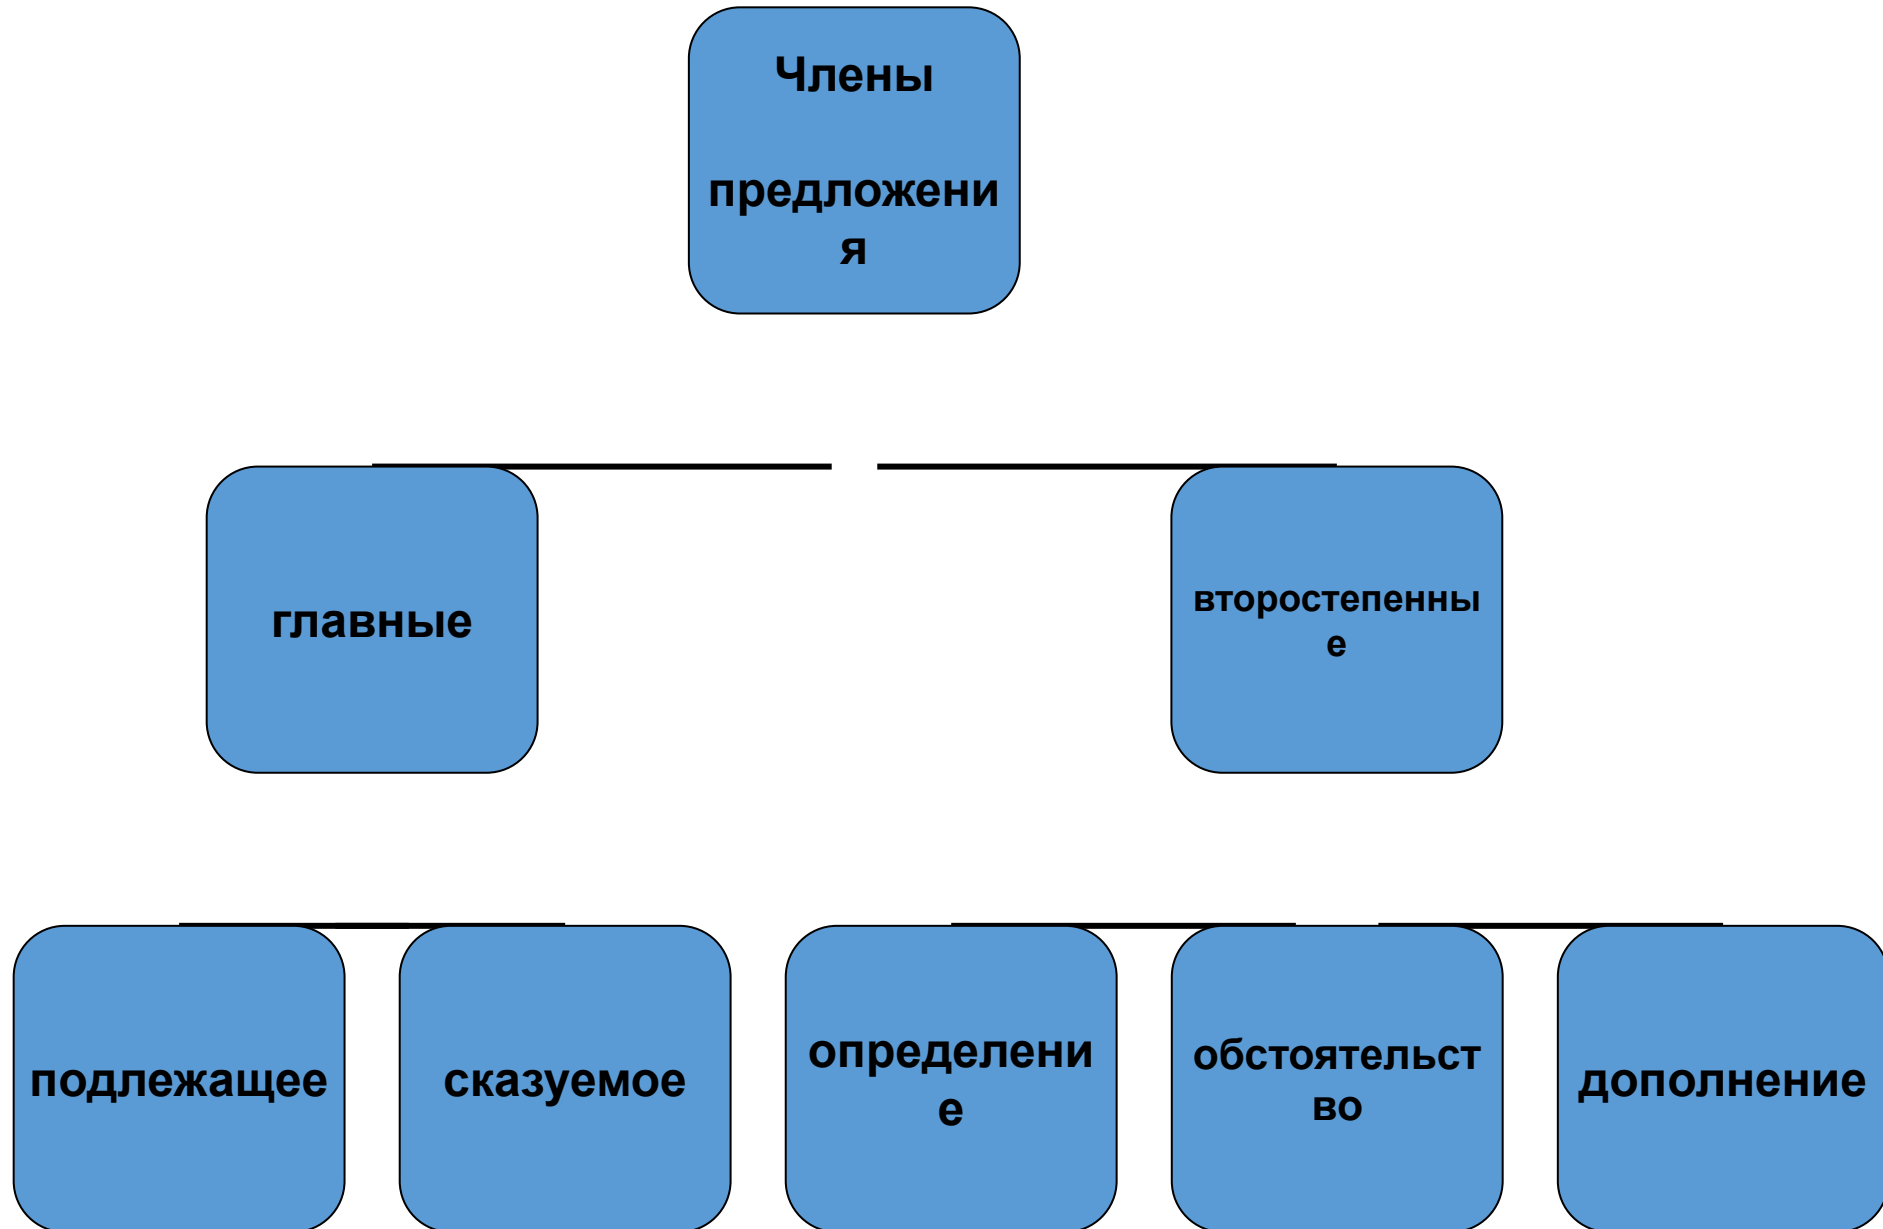 Члены
предложени
я
главные
второстепенны
е
подлежащее
сказуемое
определени
е
обстоятельст
во
дополнение